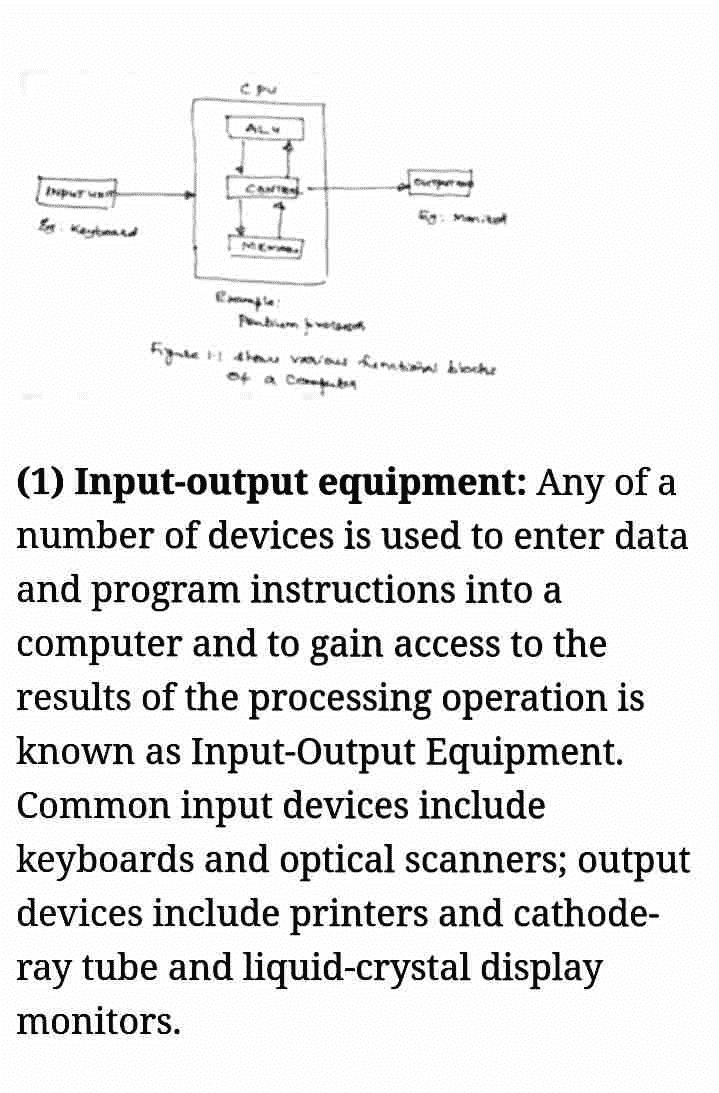 CPU
ALU
INPUT UNIT
CONTROL
OUTPUT
Eg: Keyboard
Eg: Monitor
MEMORY
Example:
Pentium processor
Figure 1.1 shows various functional blocks
of a Computer
(1) Input-output equipment: Any of a
number of devices is used to enter data
and program instructions into a
computer and to gain access to the
results of the processing operation is
known as Input-Output Equipment.
Common input devices include
keyboards and optical scanners; output
devices include printers and cathode-
ray tube and liquid-crystal display
monitors.